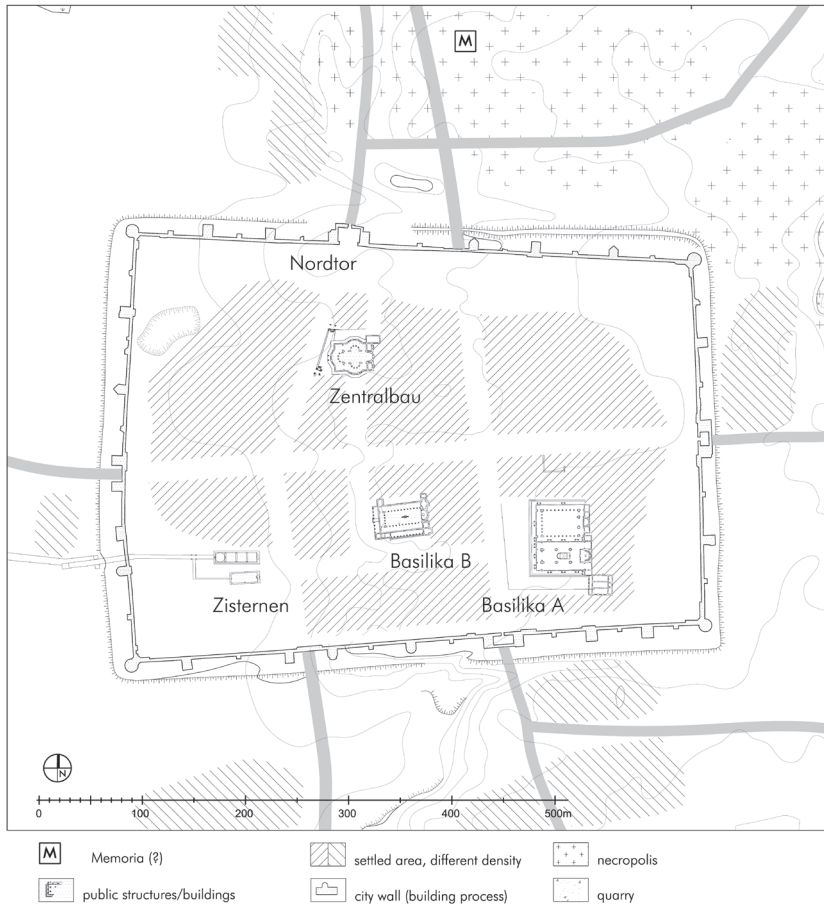 M
Nordtor
Zentralbau
Basilika B
Zisternen
Basilika A
N
0 100 200 300 400 500m
M Memoria (?)
settled area, different density
necropolis
public structures/buildings
city wall (building process)
quarry